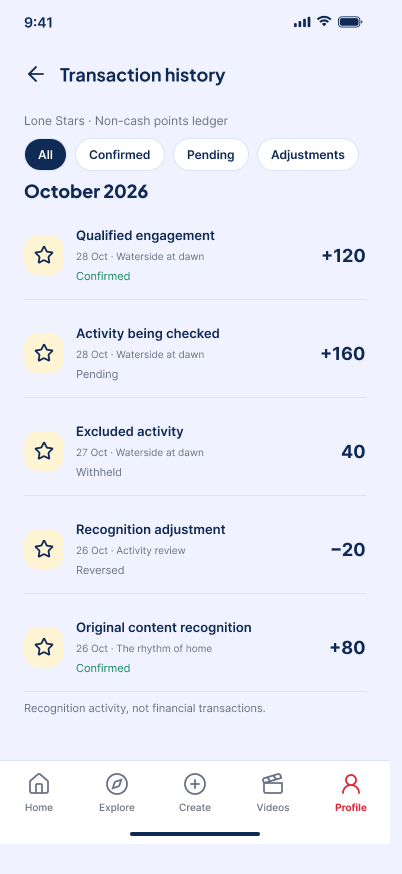 9:41
Transaction history
Lone Stars · Non-cash points ledger
All
Confirmed
Pending
Adjustments
October 2026
Qualified engagement
28 Oct · Waterside at dawn
Confirmed
+120
Activity being checked
28 Oct · Waterside at dawn
Pending
+160
Excluded activity
27 Oct · Waterside at dawn
Withheld
40
Recognition adjustment
26 Oct · Activity review
Reversed
−20
Original content recognition
26 Oct · The rhythm of home
Confirmed
+80
Recognition activity, not financial transactions.
Home
Explore
Create
Videos
Profile